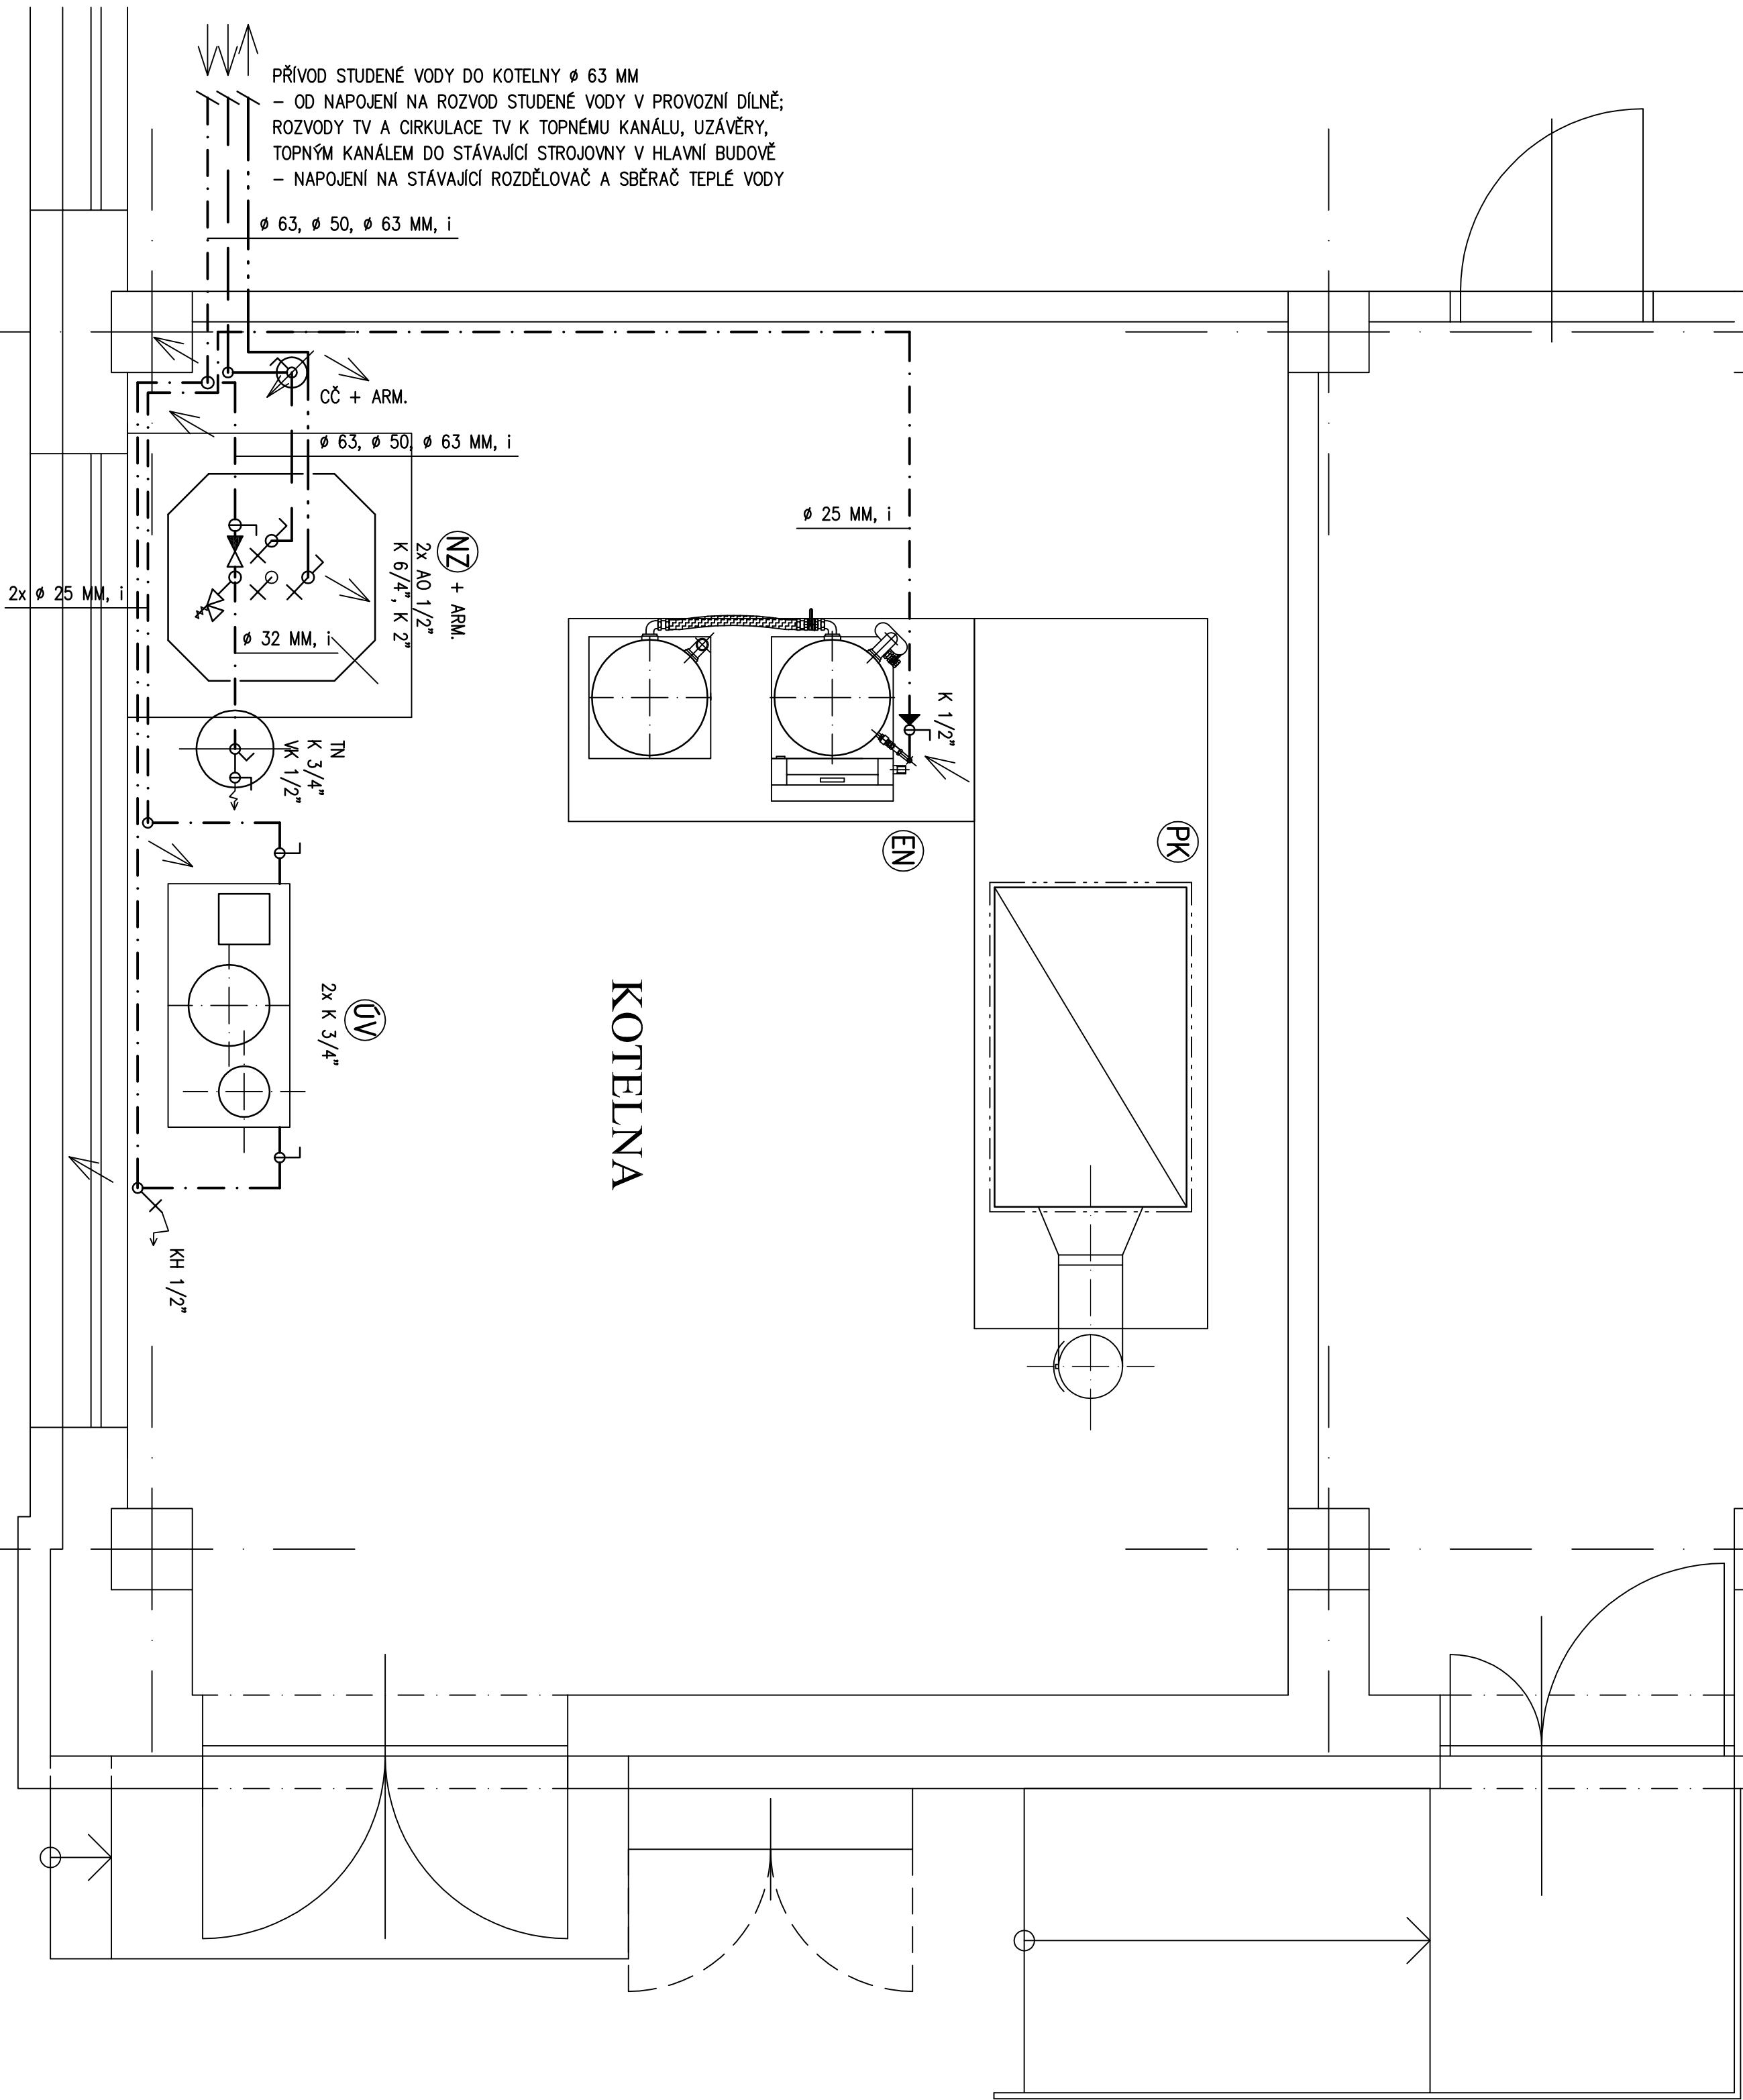 PŘÍVOD STUDENÉ VODY DO KOTELNY ø 63 MM
– OD NAPOJENÍ NA ROZVOD STUDENÉ VODY V PROVOZNÍ DÍLNĚ;
ROZVODY TV A CIRKULACE TV K TOPNÉMU KANÁLU, UZÁVĚRY,
TOPNÝM KANÁLEM DO STÁVAJÍCÍ STROJOVNY V HLAVNÍ BUDOVĚ
– NAPOJENÍ NA STÁVAJÍCÍ ROZDĚLOVAČ A SBĚRAČ TEPLÉ VODY
ø 63, ø 50, ø 63 MM, i
CČ + ARM.
ø 63, ø 50, ø 63 MM, i
ø 25 MM, i
NZ + ARM.
2x AO 1/2"
K 6/4", K 2"
2x ø 25 MM, i
ø 32 MM, i
K 1/2"
TN
K 3/4"
VK 1/2"
EN
PK
ÚV
2x K 3/4"
KOTELNA
KH 1/2"